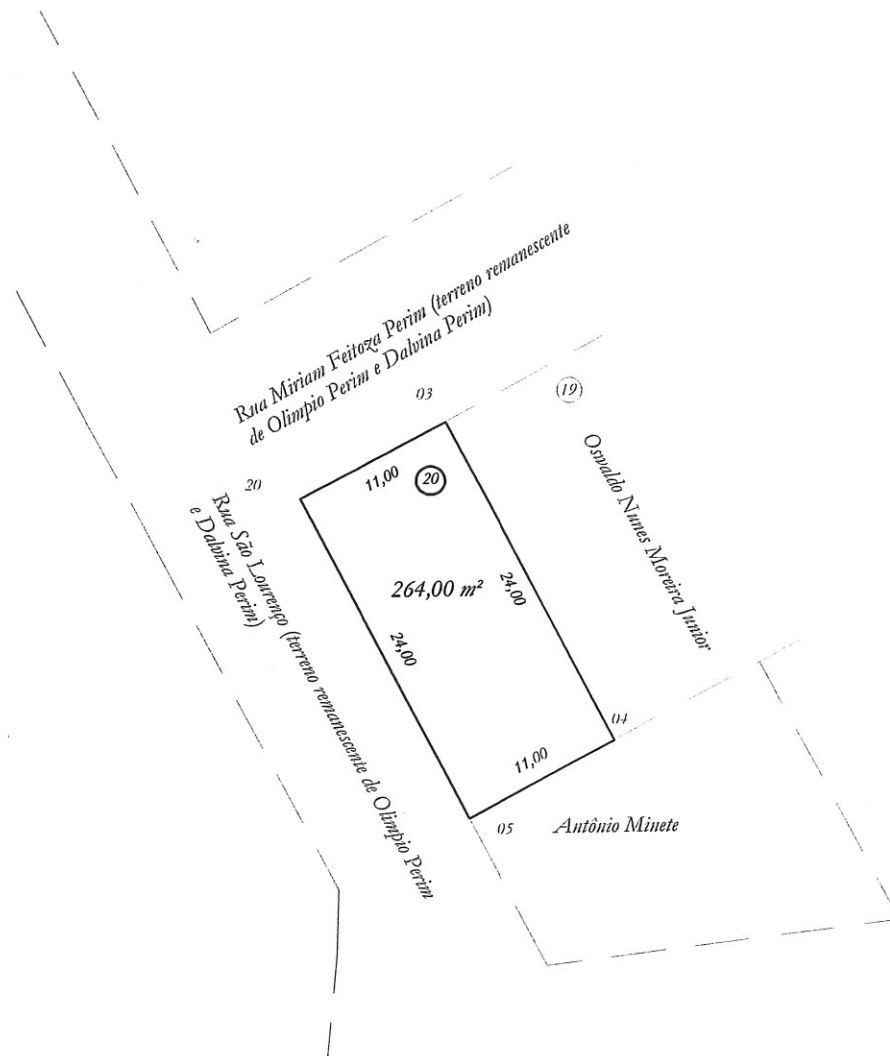 Rua Miriam Feitoza Perim (terreno remanescente
de Olimpio Perim e Dalvina Perim)
03
(19)
20
11,00
20
Rua São Lourenço (terreno remanescente de Olimpio Perim
e Dalvina Perim)
Oswaldo Nunes Moreira Junior
264,00 m²
24,00
24,00
04
11,00
05
Antônio Minete